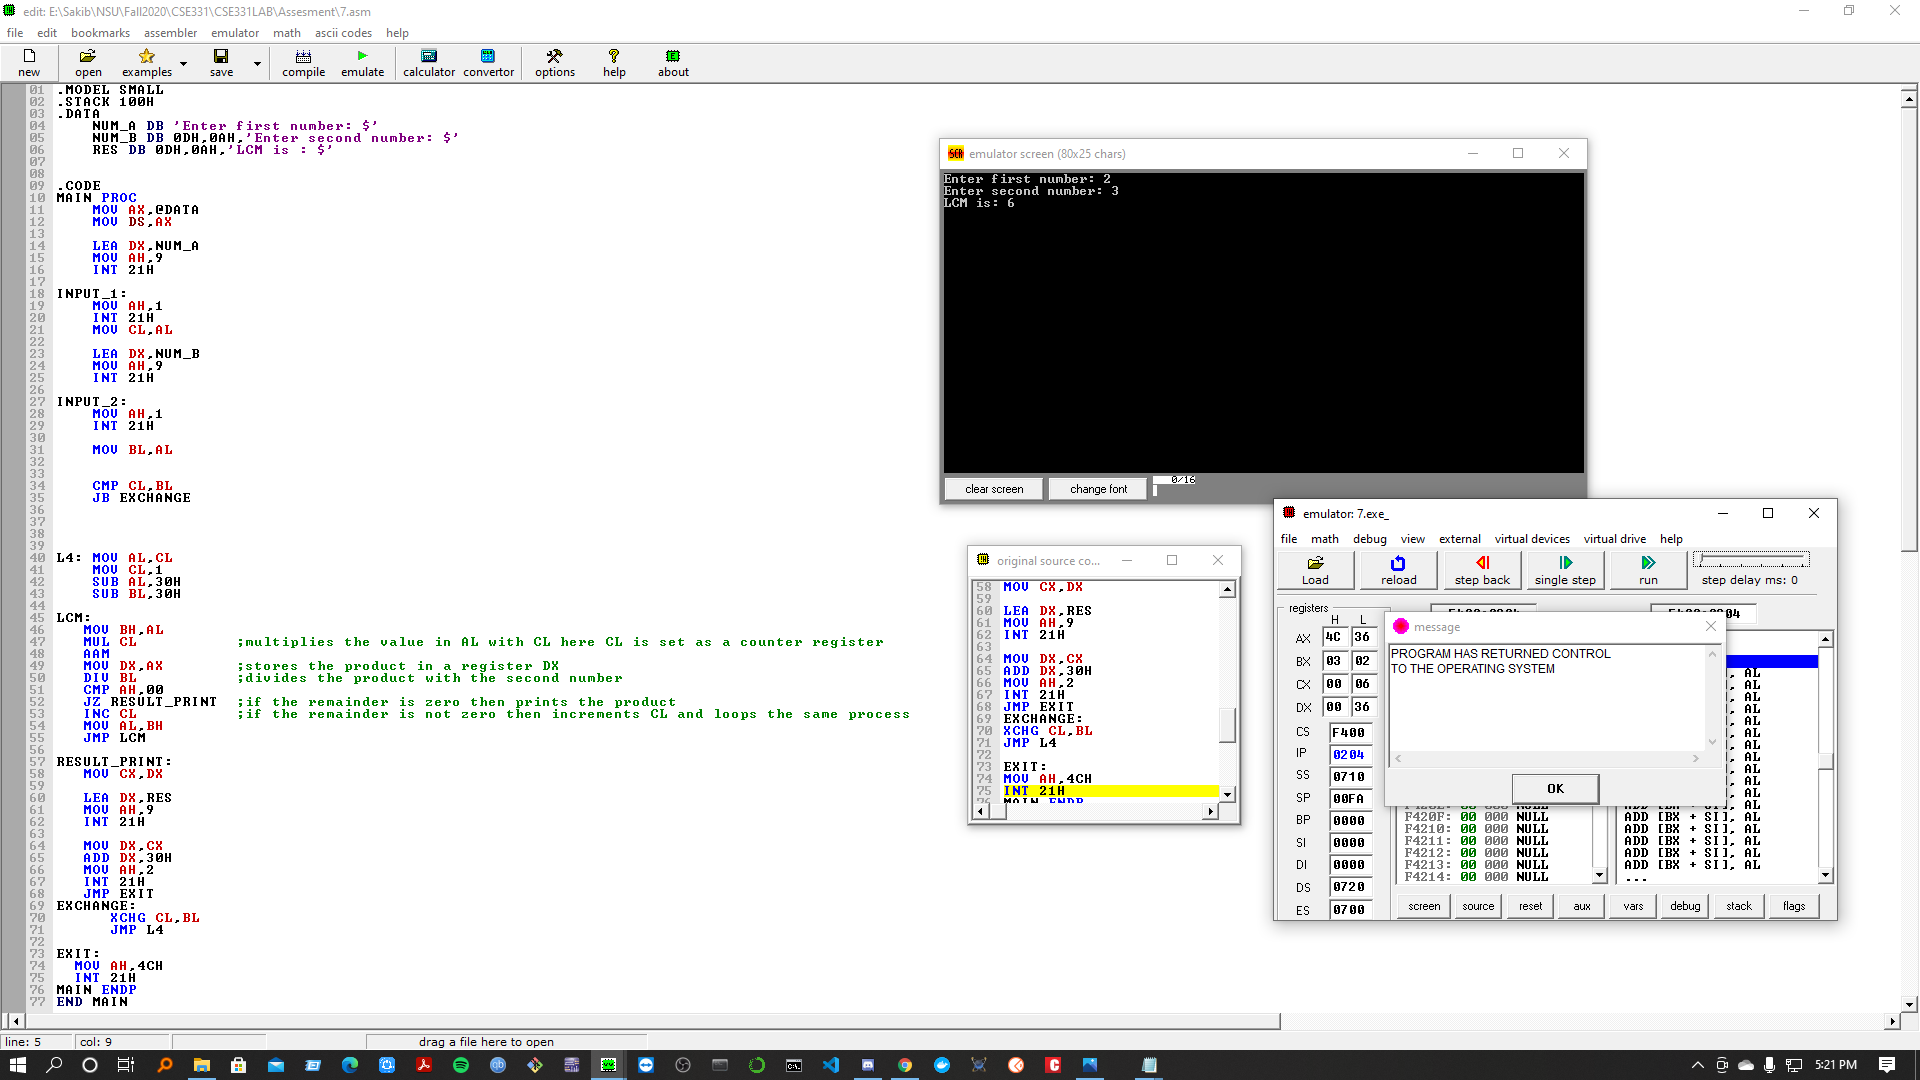 edit: E:\Sakib\NSU\Fall2020\CSE331\CSE331LAB\Assesment\7.asm
file edit bookmarks assembler emulator math ascii codes help
new open examples save compile emulate calculator convertor options help about
01 .MODEL SMALL
02 .STACK 100H
03 .DATA
04 NUM_A DB 'Enter first number: $'
05 NUM_B DB 0DH,0AH,'Enter second number: $'
06 RES DB 0DH,0AH,'LCM is : $'
07
08
09 .CODE
10 MAIN PROC
11 MOV AX,@DATA
12 MOV DS,AX
13
14 LEA DX,NUM_A
15 MOV AH,9
16 INT 21H
17
18 INPUT_1:
19 MOV AH,1
20 INT 21H
21 MOV CL,AL
22
23 LEA DX,NUM_B
24 MOV AH,9
25 INT 21H
26
27 INPUT_2:
28 MOV AH,1
29 INT 21H
30
31 MOV BL,AL
32
33
34 CMP CL,BL
35 JB EXCHANGE
36
37
38
39
40 L4: MOV AL,CL
41 MOV CL,1
42 SUB AL,30H
43 SUB BL,30H
44
45 LCM:
46 MOV BH,AL
47 MUL CL ;multiplies the value in AL with CL here CL is set as a counter register
48 AAM
49 MOV DX,AX ;stores the product in a register DX
50 DIV BL ;divides the product with the second number
51 CMP AH,00
52 JZ RESULT_PRINT ;if the remainder is zero then prints the product
53 INC CL ;if the remainder is not zero then increments CL and loops the same process
54 MOV AL,BH
55 JMP LCM
56
57 RESULT_PRINT:
58 MOV CX,DX
59
60 LEA DX,RES
61 MOV AH,9
62 INT 21H
63
64 MOV DX,CX
65 ADD DX,30H
66 MOV AH,2
67 INT 21H
68 JMP EXIT
69 EXCHANGE:
70 XCHG CL,BL
71 JMP L4
72
73 EXIT:
74 MOV AH,4CH
75 INT 21H
76 MAIN ENDP
77 END MAIN
line: 5 col: 9 drag a file here to open
emulator screen (80x25 chars)
Enter first number: 2
Enter second number: 3
LCM is: 6
clear screen change font 0/16
original source co...
58 MOV CX,DX
59
60 LEA DX,RES
61 MOV AH,9
62 INT 21H
63
64 MOV DX,CX
65 ADD DX,30H
66 MOV AH,2
67 INT 21H
68 JMP EXIT
69 EXCHANGE:
70 XCHG CL,BL
71 JMP L4
72
73 EXIT:
74 MOV AH,4CH
75 INT 21H
76 MAIN ENDP
emulator: 7.exe_
file math debug view external virtual devices virtual drive help
Load reload step back single step run step delay ms: 0
registers
H L
AX 4C 36
BX 03 02
CX 00 06
DX 00 36
CS F400
IP 0204
SS 0710
SP 00FA
BP 0000
SI 0000
DI 0000
DS 0720
ES 0700
message
PROGRAM HAS RETURNED CONTROL
TO THE OPERATING SYSTEM
OK
, AL
, AL
, AL
, AL
, AL
, AL
, AL
, AL
, AL
, AL
, AL
F420F: 00 000 NULL ADD [BX + SI], AL
F4210: 00 000 NULL ADD [BX + SI], AL
F4211: 00 000 NULL ADD [BX + SI], AL
F4212: 00 000 NULL ADD [BX + SI], AL
F4213: 00 000 NULL ADD [BX + SI], AL
F4214: 00 000 NULL ...
screen source reset aux vars debug stack flags
5:21 PM